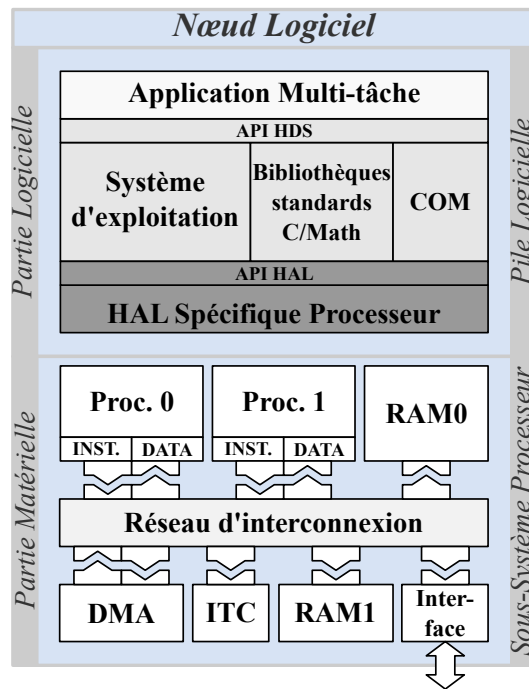 Nœud Logiciel
Partie Logicielle
Pile Logicielle
Application Multi-tâche
API HDS
Système
d'exploitation
Bibliothèques
standards
C/Math
COM
API HAL
HAL Spécifique Processeur
Partie Matérielle
Sous-Système Processeur
Proc. 0
INST.
DATA
Proc. 1
INST.
DATA
RAM0
Réseau d'interconnexion
DMA
ITC
RAM1
Inter-
face